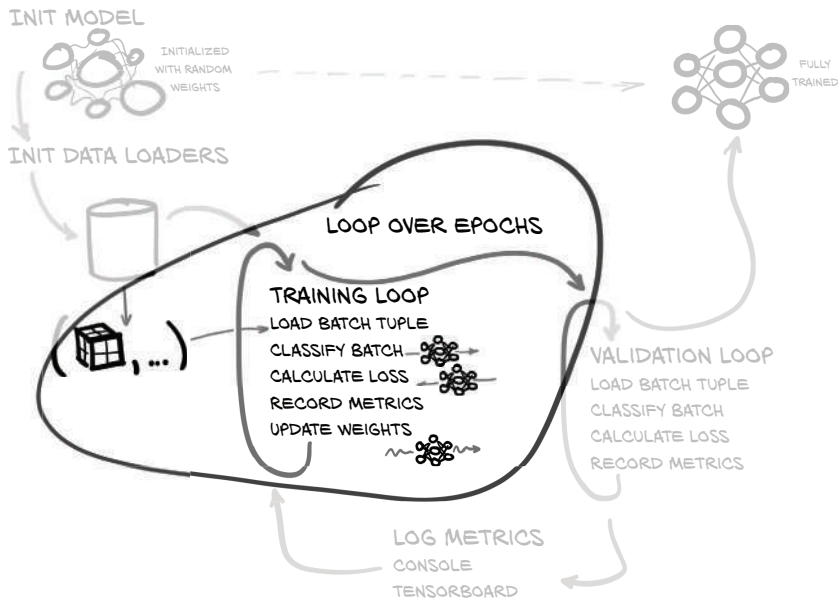 INIT MODEL
INITIALIZED
WITH RANDOM
WEIGHTS
FULLY
TRAINED
INIT DATA LOADERS
LOOP OVER EPOCHS
TRAINING LOOP
LOAD BATCH TUPLE
CLASSIFY BATCH
CALCULATE LOSS
RECORD METRICS
UPDATE WEIGHTS
( , ... )
VALIDATION LOOP
LOAD BATCH TUPLE
CLASSIFY BATCH
CALCULATE LOSS
RECORD METRICS
LOG METRICS
CONSOLE
TENSORBOARD